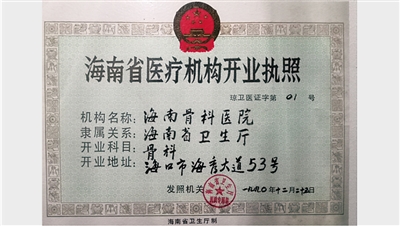 海南省医疗机构开业执照
琼卫医证字第 01 号
机构名称：海南骨科医院
隶属关系：海南省卫生厅
开业科目：骨科
开业地址：海口市海秀大道53号
发照机关 一九九〇年十二月二十五日
海南省卫生厅制